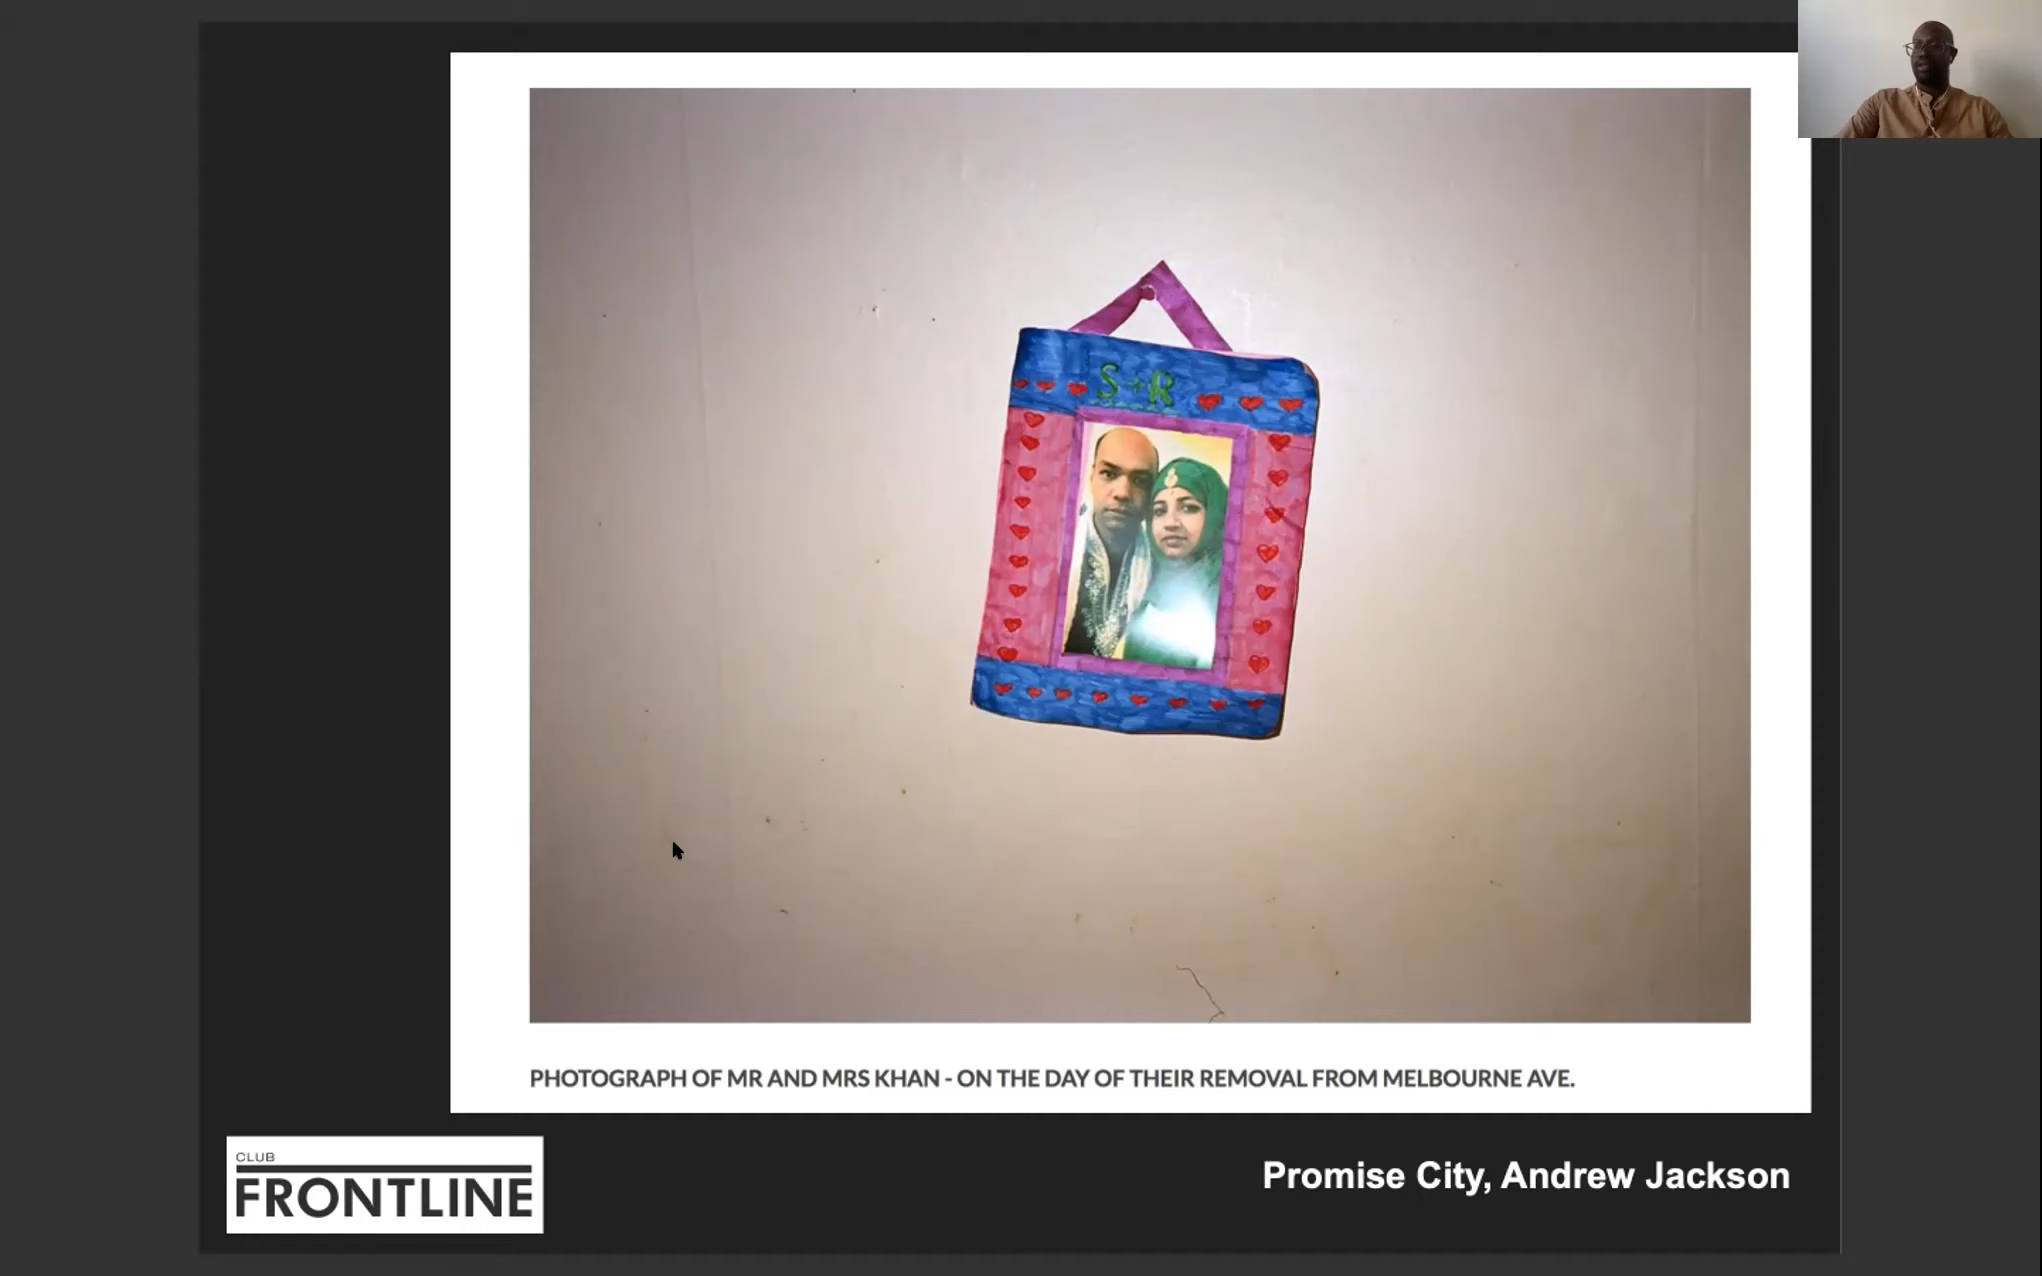 S+R
PHOTOGRAPH OF MR AND MRS KHAN - ON THE DAY OF THEIR REMOVAL FROM MELBOURNE AVE.
CLUB
FRONTLINE
Promise City, Andrew Jackson